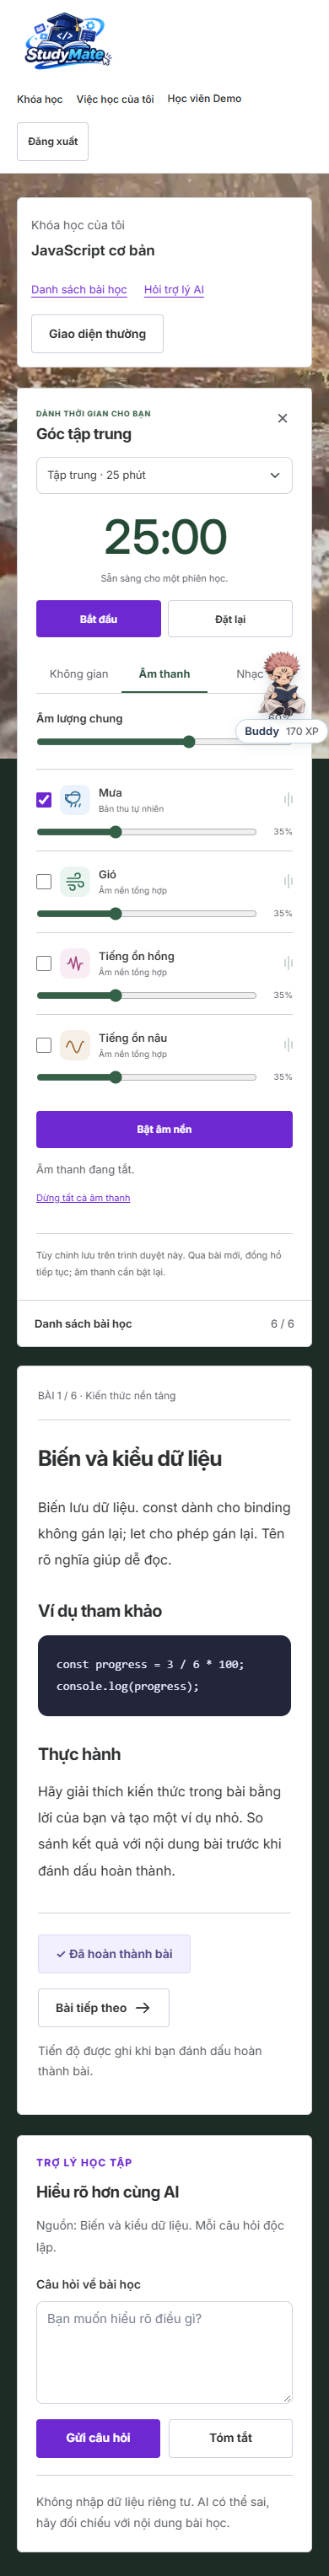 StudyMate
Khóa học
Việc học của tôi
Học viên Demo
Đăng xuất
Khóa học của tôi
JavaScript cơ bản
Danh sách bài học
Hỏi trợ lý AI
Giao diện thường
DÀNH THỜI GIAN CHO BẠN
Góc tập trung
Tập trung · 25 phút
25:00
Sẵn sàng cho một phiên học.
Bắt đầu
Đặt lại
Không gian
Âm thanh
Nhạc
Âm lượng chung
Buddy 170 XP
Mưa
Bản thu tự nhiên
35%
Gió
Âm nền tổng hợp
35%
Tiếng ồn hồng
Âm nền tổng hợp
35%
Tiếng ồn nâu
Âm nền tổng hợp
35%
Bật âm nền
Âm thanh đang tắt.
Dừng tất cả âm thanh
Tùy chỉnh lưu trên trình duyệt này. Qua bài mới, đồng hồ
tiếp tục; âm thanh cần bật lại.
Danh sách bài học
6 / 6
BÀI 1 / 6 · Kiến thức nền tảng
Biến và kiểu dữ liệu
Biến lưu dữ liệu. const dành cho binding
không gán lại; let cho phép gán lại. Tên
rõ nghĩa giúp dễ đọc.
Ví dụ tham khảo
const progress = 3 / 6 * 100;
console.log(progress);
Thực hành
Hãy giải thích kiến thức trong bài bằng
lời của bạn và tạo một ví dụ nhỏ. So
sánh kết quả với nội dung bài trước khi
đánh dấu hoàn thành.
✓ Đã hoàn thành bài
Bài tiếp theo →
Tiến độ được ghi khi bạn đánh dấu hoàn
thành bài.
TRỢ LÝ HỌC TẬP
Hiểu rõ hơn cùng AI
Nguồn: Biến và kiểu dữ liệu. Mỗi câu hỏi độc
lập.
Câu hỏi về bài học
Bạn muốn hiểu rõ điều gì?
Gửi câu hỏi
Tóm tắt
Không nhập dữ liệu riêng tư. AI có thể sai,
hãy đối chiếu với nội dung bài học.